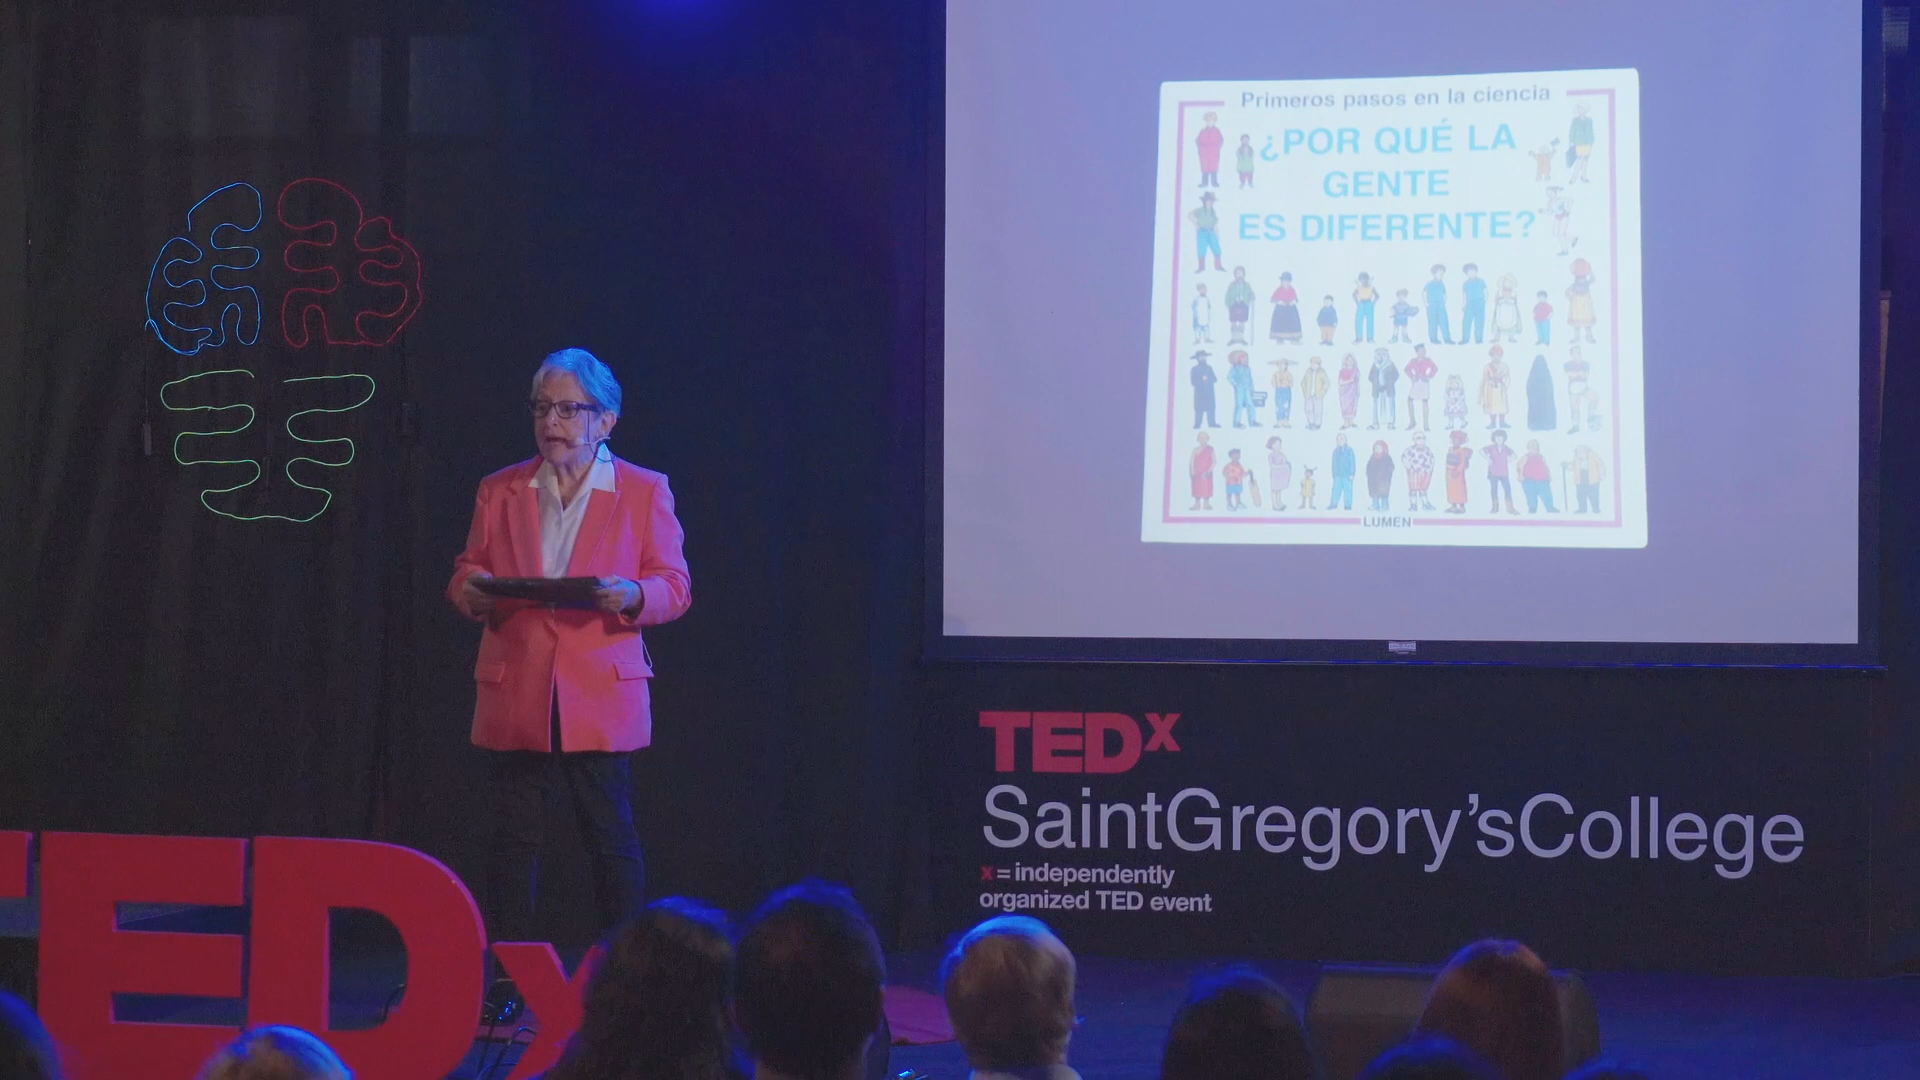 Primeros pasos en la ciencia
¿POR QUÉ LA
GENTE
ES DIFERENTE?
LUMEN
TEDx
SaintGregory'sCollege
x = independently
organized TED event
TEDx